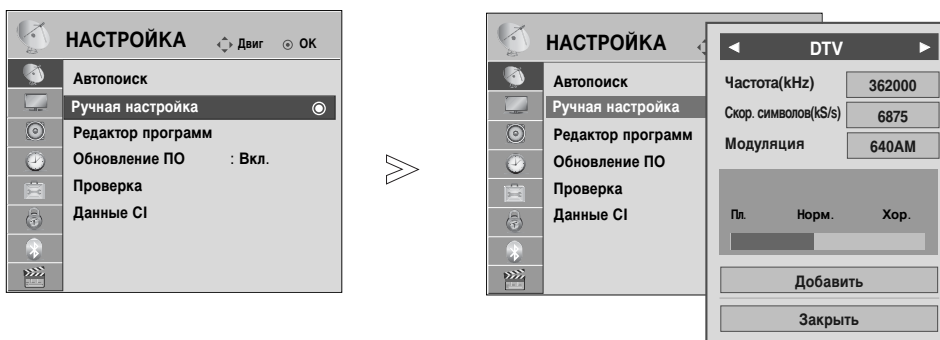 НАСТРОЙКА Двиг OK
Автопоиск
Ручная настройка
Редактор программ
Обновление ПО : Вкл.
Проверка
Данные CI
НАСТРОЙКА
Автопоиск
Ручная настройка
Редактор программ
Обновление ПО
Проверка
Данные CI
DTV
Частота(kHz) 362000
Скор. символов(kS/s) 6875
Модуляция 640AM
Пл. Норм. Хор.
Добавить
Закрыть